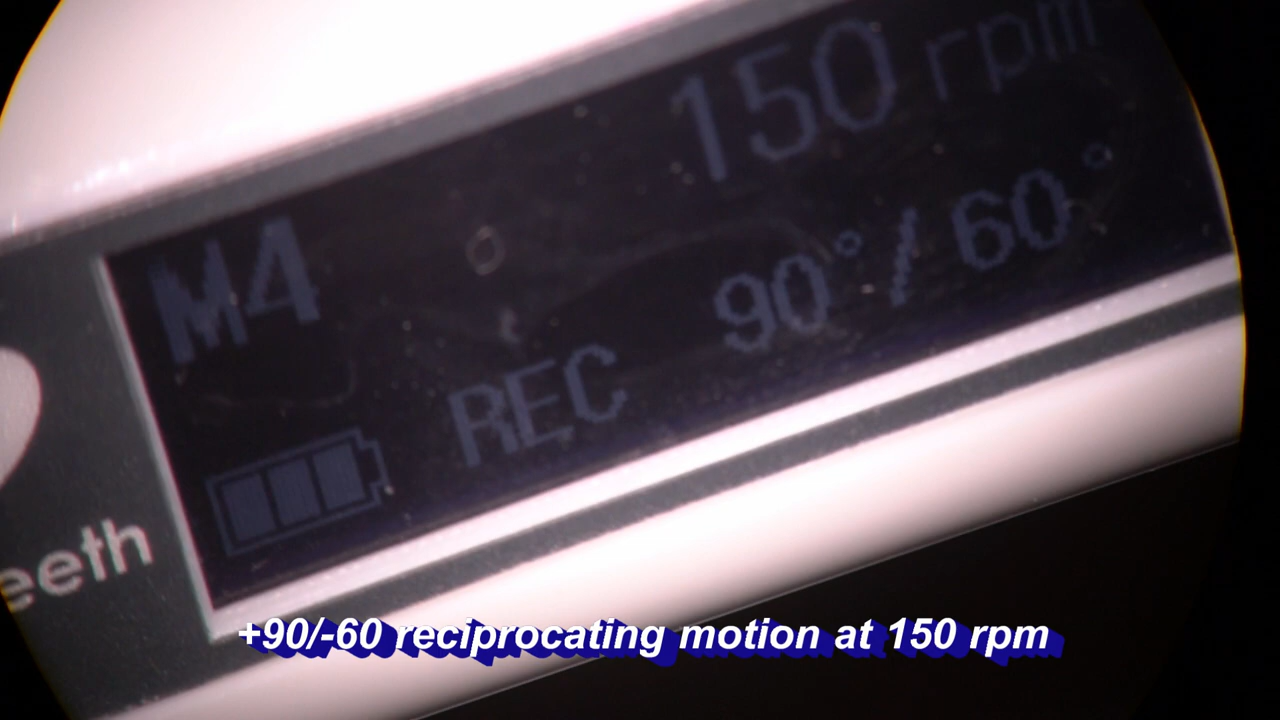 150 rpm
M4
90°/ 60°
REC
eeth
+90/-60 reciprocating motion at 150 rpm